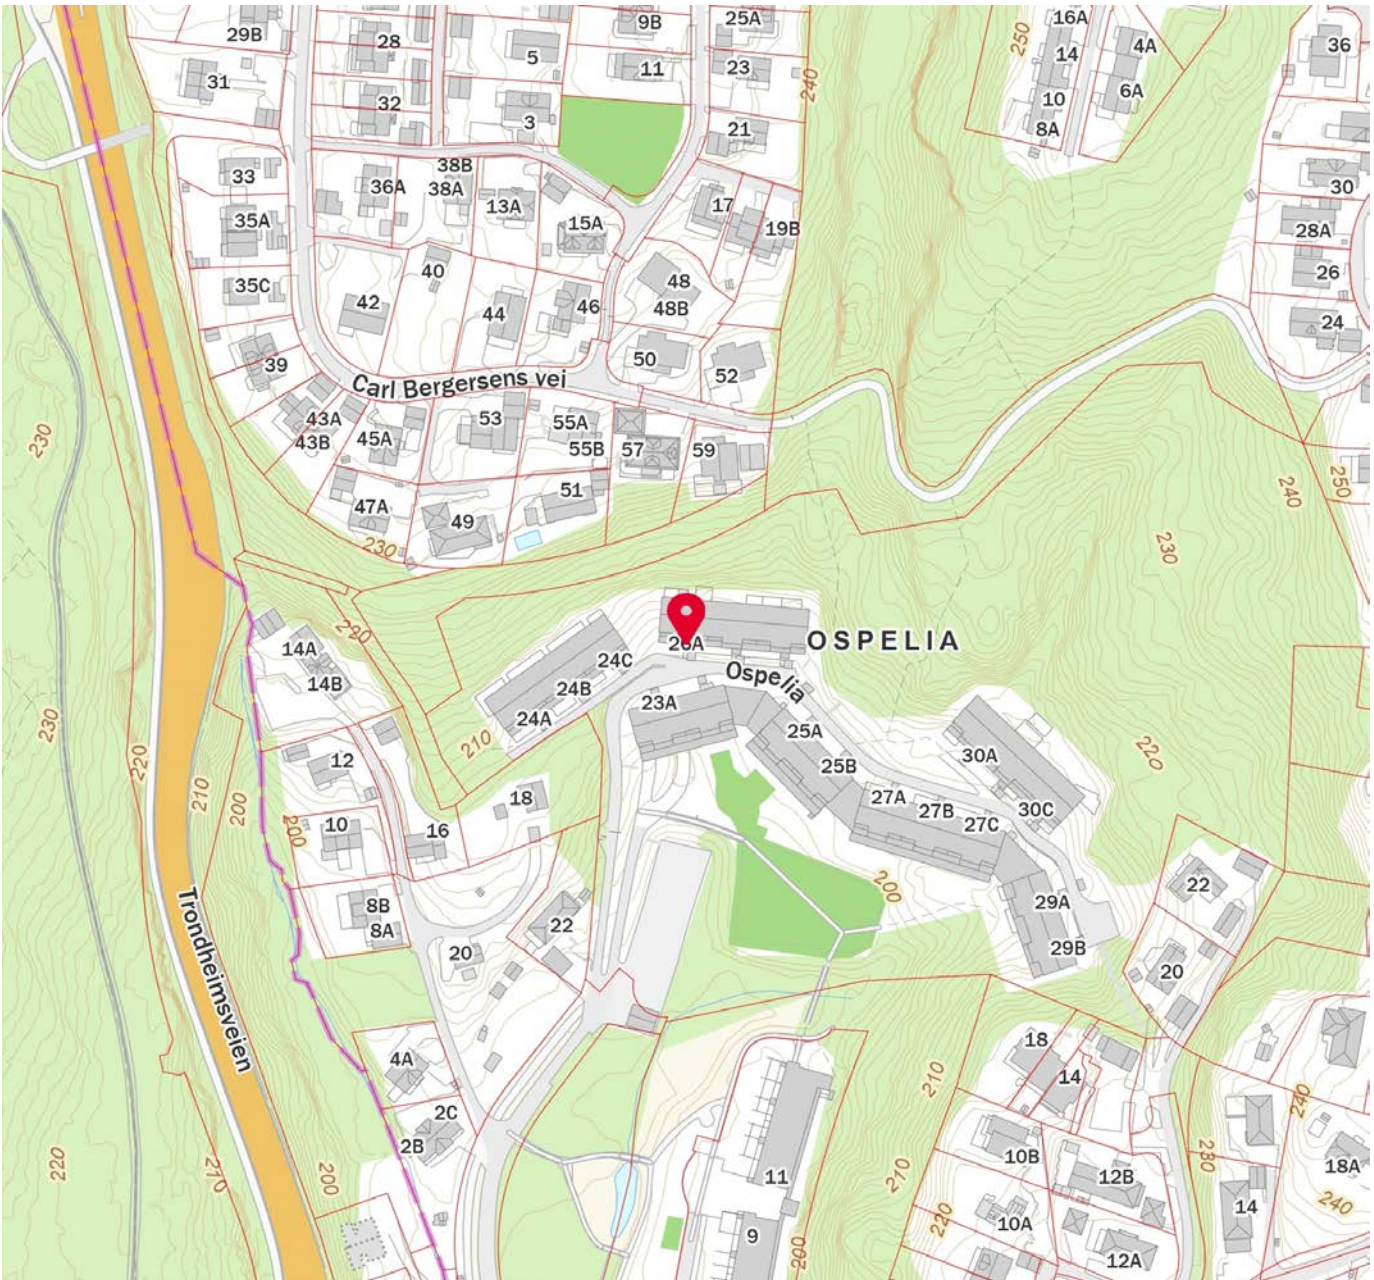 9B
25A
16A
29B
28
5
250
14
4A
36
31
11
23
240
6A
32
10
3
21
8A
33
38B
36A
38A
30
13A
17
35A
15A
19B
28A
40
26
35C
48
42
44
46
48B
24
50
39
52
Carl Bergersens vei
43A
53
55A
230
43B
45A
55B
57
59
250
240
51
47A
49
230
230
220
14A
26A
OSPELIA
24C
Ospelia
14B
24B
23A
24A
25A
230
210
220
30A
12
220
25B
210
27A
18
200
27B
30C
10
200
16
27C
200
22
8B
29A
8A
22
29B
20
20
Trondheimsveien
18
4A
14
210
240
2C
2B
230
10B
220
210
200
11
210
12B
18A
14
240
220
10A
9
200
12A